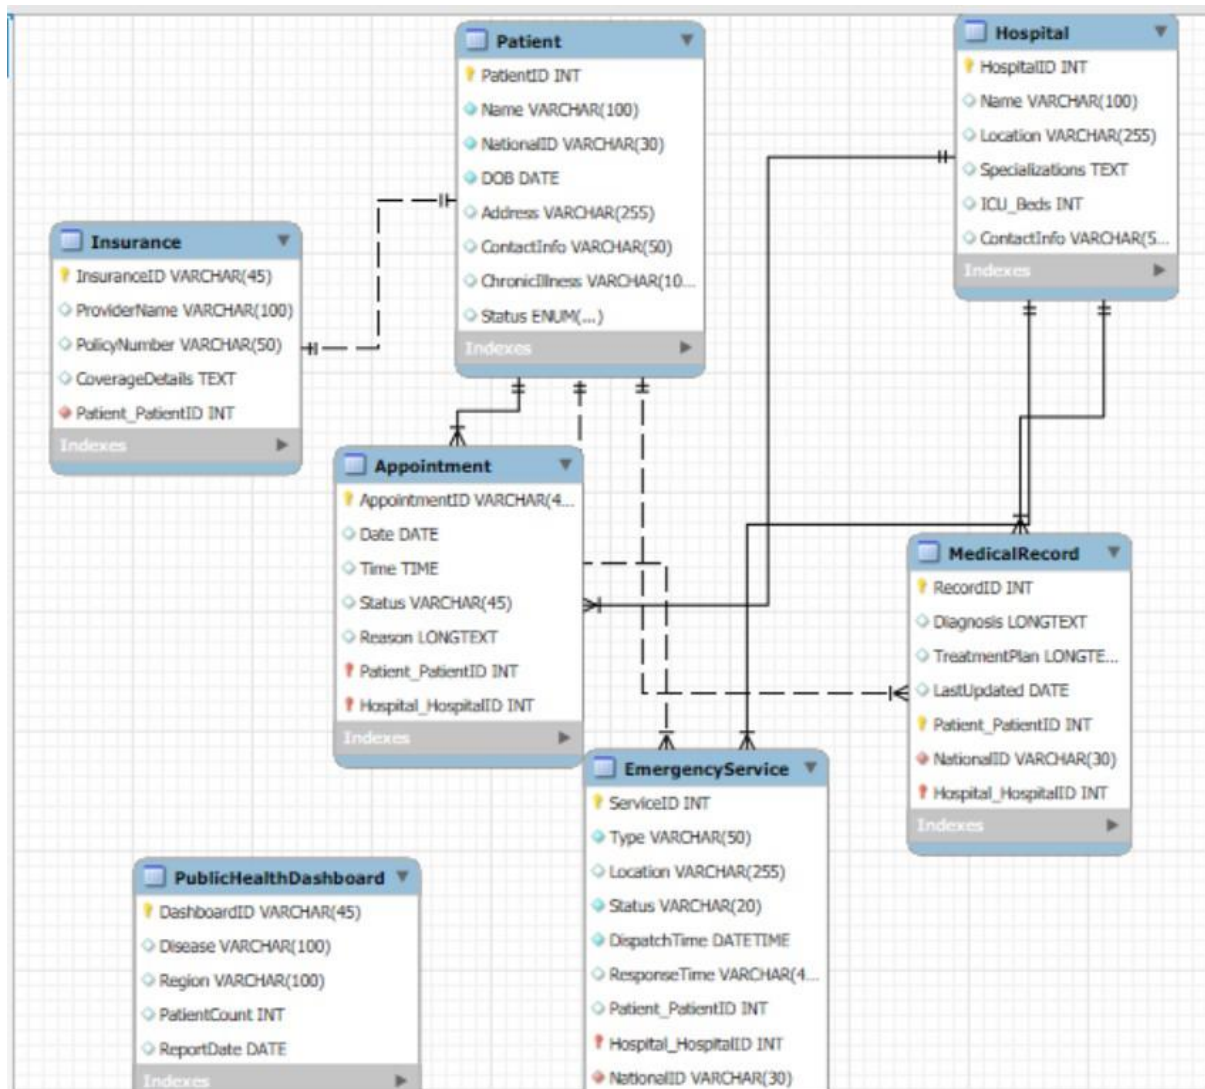 Patient
PatientID INT
Name VARCHAR(100)
NationalID VARCHAR(30)
DOB DATE
Address VARCHAR(255)
ContactInfo VARCHAR(50)
ChronicIllness VARCHAR(10...
Status ENUM(...)
Indexes
Hospital
HospitalID INT
Name VARCHAR(100)
Location VARCHAR(255)
Specializations TEXT
ICU_Beds INT
ContactInfo VARCHAR(5...
Indexes
Insurance
InsuranceID VARCHAR(45)
ProviderName VARCHAR(100)
PolicyNumber VARCHAR(50)
CoverageDetails TEXT
Patient_PatientID INT
Indexes
Appointment
AppointmentID VARCHAR(4...
Date DATE
Time TIME
Status VARCHAR(45)
Reason LONGTEXT
Patient_PatientID INT
Hospital_HospitalID INT
Indexes
MedicalRecord
RecordID INT
Diagnosis LONGTEXT
TreatmentPlan LONGTE...
LastUpdated DATE
Patient_PatientID INT
NationalID VARCHAR(30)
Hospital_HospitalID INT
Indexes
EmergencyService
ServiceID INT
Type VARCHAR(50)
Location VARCHAR(255)
Status VARCHAR(20)
DispatchTime DATETIME
ResponseTime VARCHAR(4...
Patient_PatientID INT
Hospital_HospitalID INT
NationalID VARCHAR(30)
PublicHealthDashboard
DashboardID VARCHAR(45)
Disease VARCHAR(100)
Region VARCHAR(100)
PatientCount INT
ReportDate DATE
Indexes